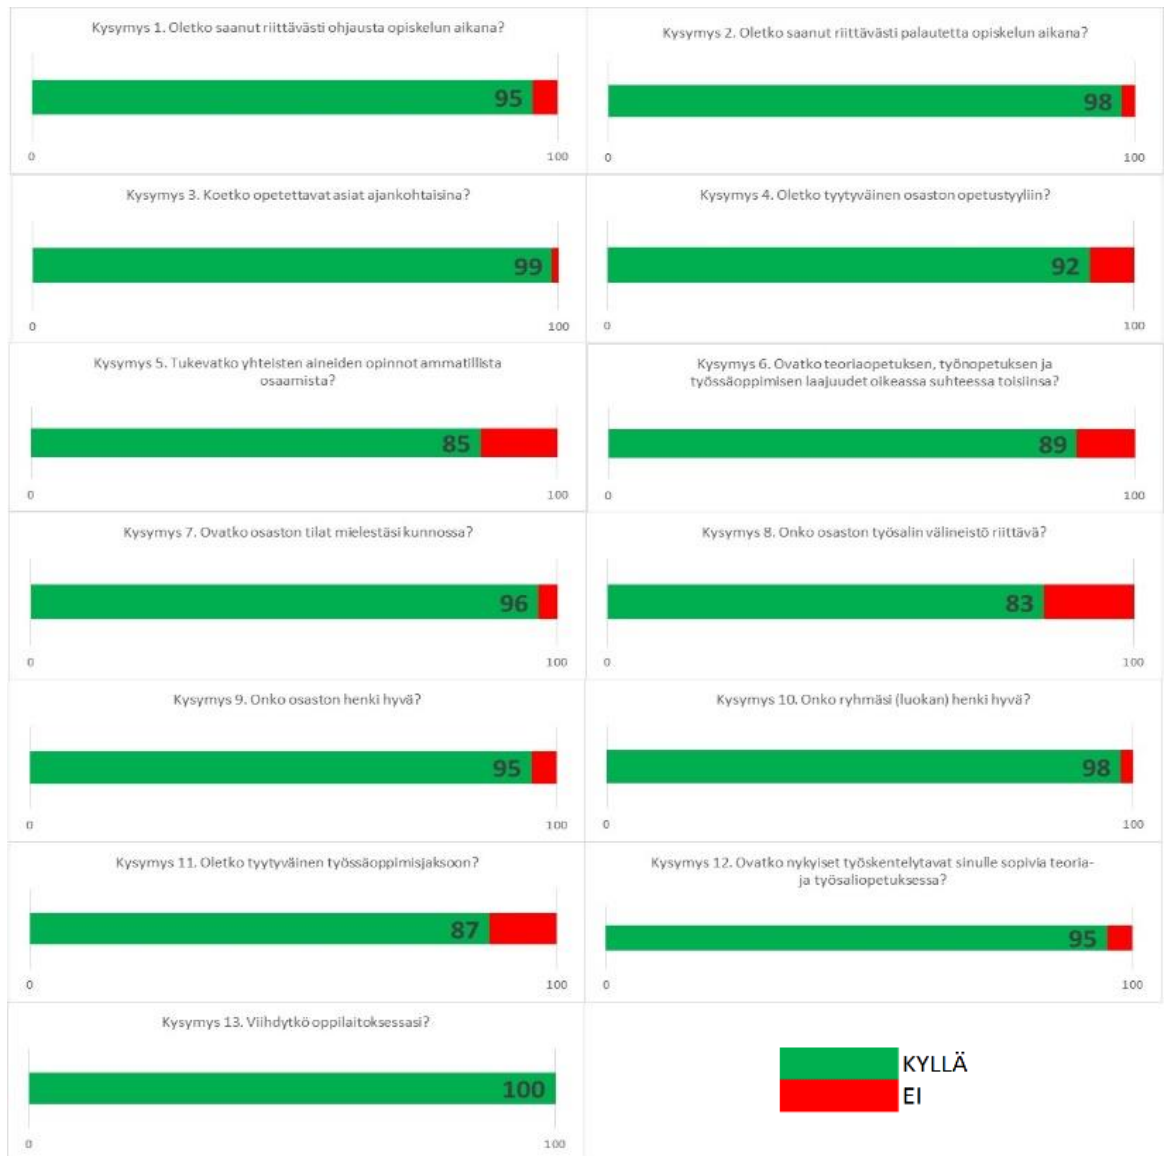 Kysymys 1. Oletko saanut riittävästi ohjausta opiskelun aikana?
95
0
100
Kysymys 2. Oletko saanut riittävästi palautetta opiskelun aikana?
98
0
100
Kysymys 3. Koetko opetettavat asiat ajankohtaisina?
99
0
100
Kysymys 4. Oletko tyytyväinen osaston opetustyyliin?
92
0
100
Kysymys 5. Tukevatko yhteisten aineiden opinnot ammatillista
osaamista?
85
0
100
Kysymys 6. Ovatko teoriaopetuksen, työnopetuksen ja
työssäoppimisen laajuudet oikeassa suhteessa toisiinsa?
89
0
100
Kysymys 7. Ovatko osaston tilat mielestäsi kunnossa?
96
0
100
Kysymys 8. Onko osaston työsalin välineistö riittävä?
83
0
100
Kysymys 9. Onko osaston henki hyvä?
95
0
100
Kysymys 10. Onko ryhmäsi (luokan) henki hyvä?
98
0
100
Kysymys 11. Oletko tyytyväinen työssäoppimisjaksoon?
87
0
100
Kysymys 12. Ovatko nykyiset työskentelytavat sinulle sopivia teoria-
ja työsaliopetuksessa?
95
0
100
Kysymys 13. Viihdytkö oppilaitoksessasi?
100
0
100
KYLLÄ
EI